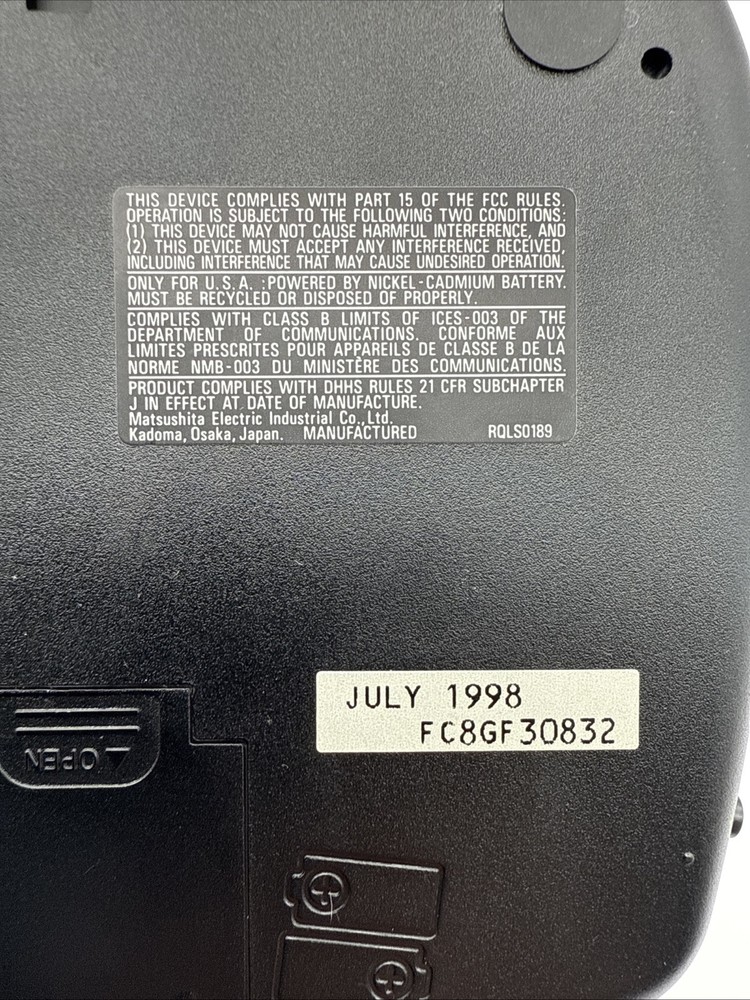 THIS DEVICE COMPLIES WITH PART 15 OF THE FCC RULES.
OPERATION IS SUBJECT TO THE FOLLOWING TWO CONDITIONS:
(1) THIS DEVICE MAY NOT CAUSE HARMFUL INTERFERENCE, AND
(2) THIS DEVICE MUST ACCEPT ANY INTERFERENCE RECEIVED,
INCLUDING INTERFERENCE THAT MAY CAUSE UNDESIRED OPERATION.
ONLY FOR U.S.A. :POWERED BY NICKEL-CADMIUM BATTERY.
MUST BE RECYCLED OR DISPOSED OF PROPERLY.
COMPLIES WITH CLASS B LIMITS OF ICES-003 OF THE
DEPARTMENT OF COMMUNICATIONS. CONFORME AUX
LIMITES PRESCRITES POUR APPAREILS DE CLASSE B DE LA
NORME NMB-003 DU MINISTÈRE DES COMMUNICATIONS.
PRODUCT COMPLIES WITH DHHS RULES 21 CFR SUBCHAPTER
J IN EFFECT AT DATE OF MANUFACTURE.
Matsushita Electric Industrial Co., Ltd.
Kadoma, Osaka, Japan. MANUFACTURED RQLS0189
JULY 1998
FC8GF30832
▲OPEN